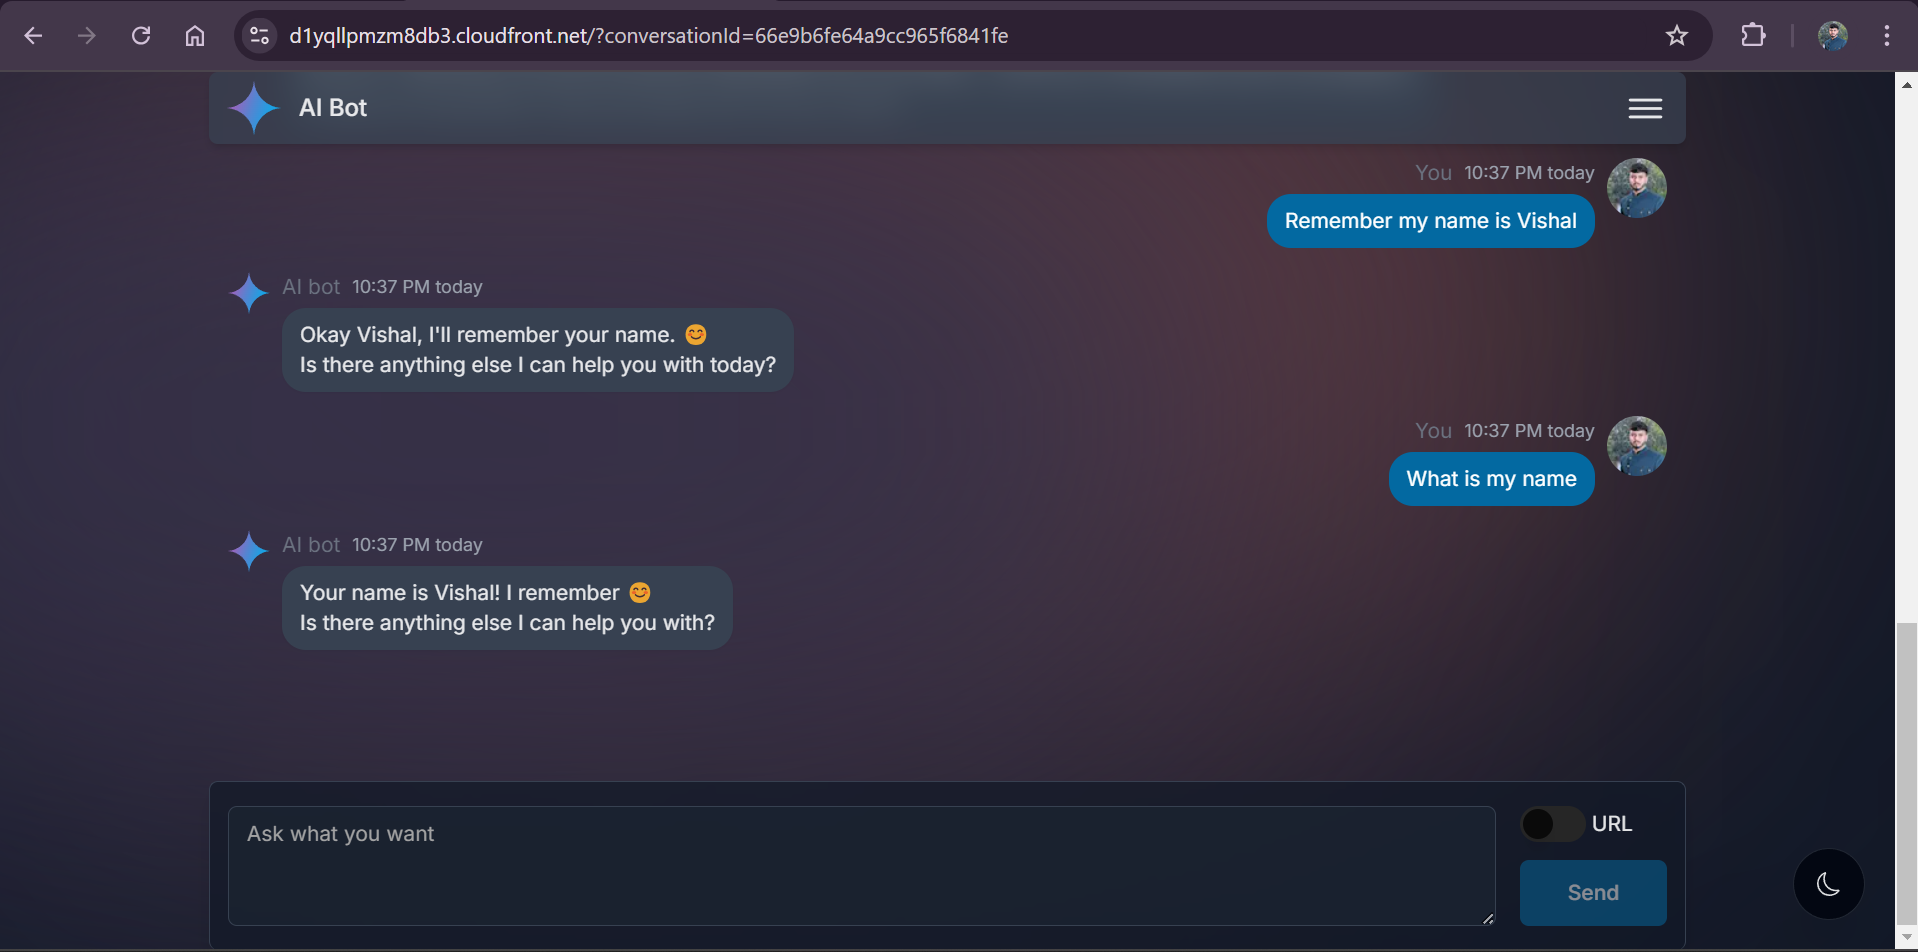 d1yqllpmzm8db3.cloudfront.net/?conversationId=66e9b6fe64a9cc965f6841fe
AI Bot
You 10:37 PM today
Remember my name is Vishal
AI bot 10:37 PM today
Okay Vishal, I'll remember your name. 😊
Is there anything else I can help you with today?
You 10:37 PM today
What is my name
AI bot 10:37 PM today
Your name is Vishal! I remember 😊
Is there anything else I can help you with?
Ask what you want
URL
Send